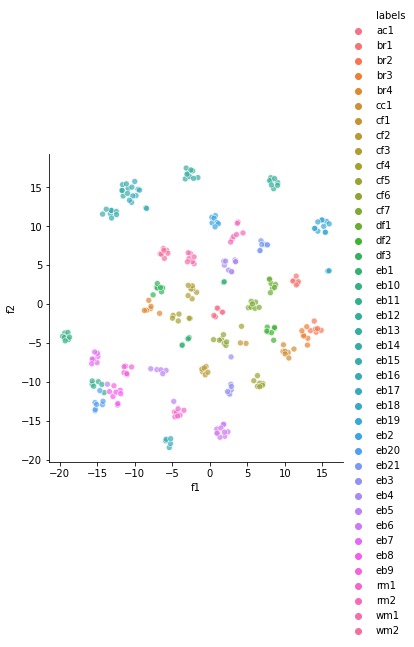 labels
ac1
br1
br2
br3
br4
cc1
cf1
cf2
cf3
cf4
cf5
cf6
cf7
df1
df2
df3
eb1
eb10
eb11
eb12
eb13
eb14
eb15
eb16
eb17
eb18
eb19
eb2
eb20
eb21
eb3
eb4
eb5
eb6
eb7
eb8
eb9
rm1
rm2
wm1
wm2
f2
15
10
5
0
−5
−10
−15
−20
−20 −15 −10 −5 0 5 10 15
f1